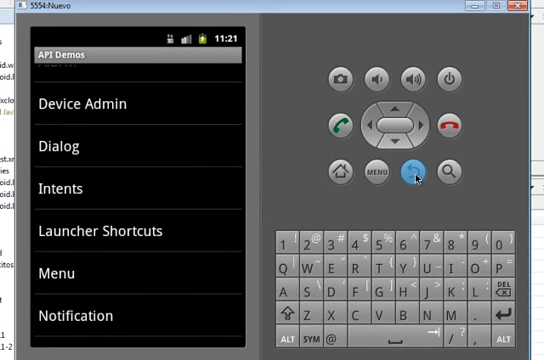 5554:Nuevo
11:21
API Demos
Alarm
Device Admin
Dialog
Intents
Launcher Shortcuts
Menu
Notification
MENU
1 ! 2 @ 3 # 4 $ 5 % 6 ^ 7 & 8 * 9 ( 0 )
Q W E R T Y U I O P
A S D F G H J K L DEL
Z X C V B N M .
ALT SYM @ / ? , ALT